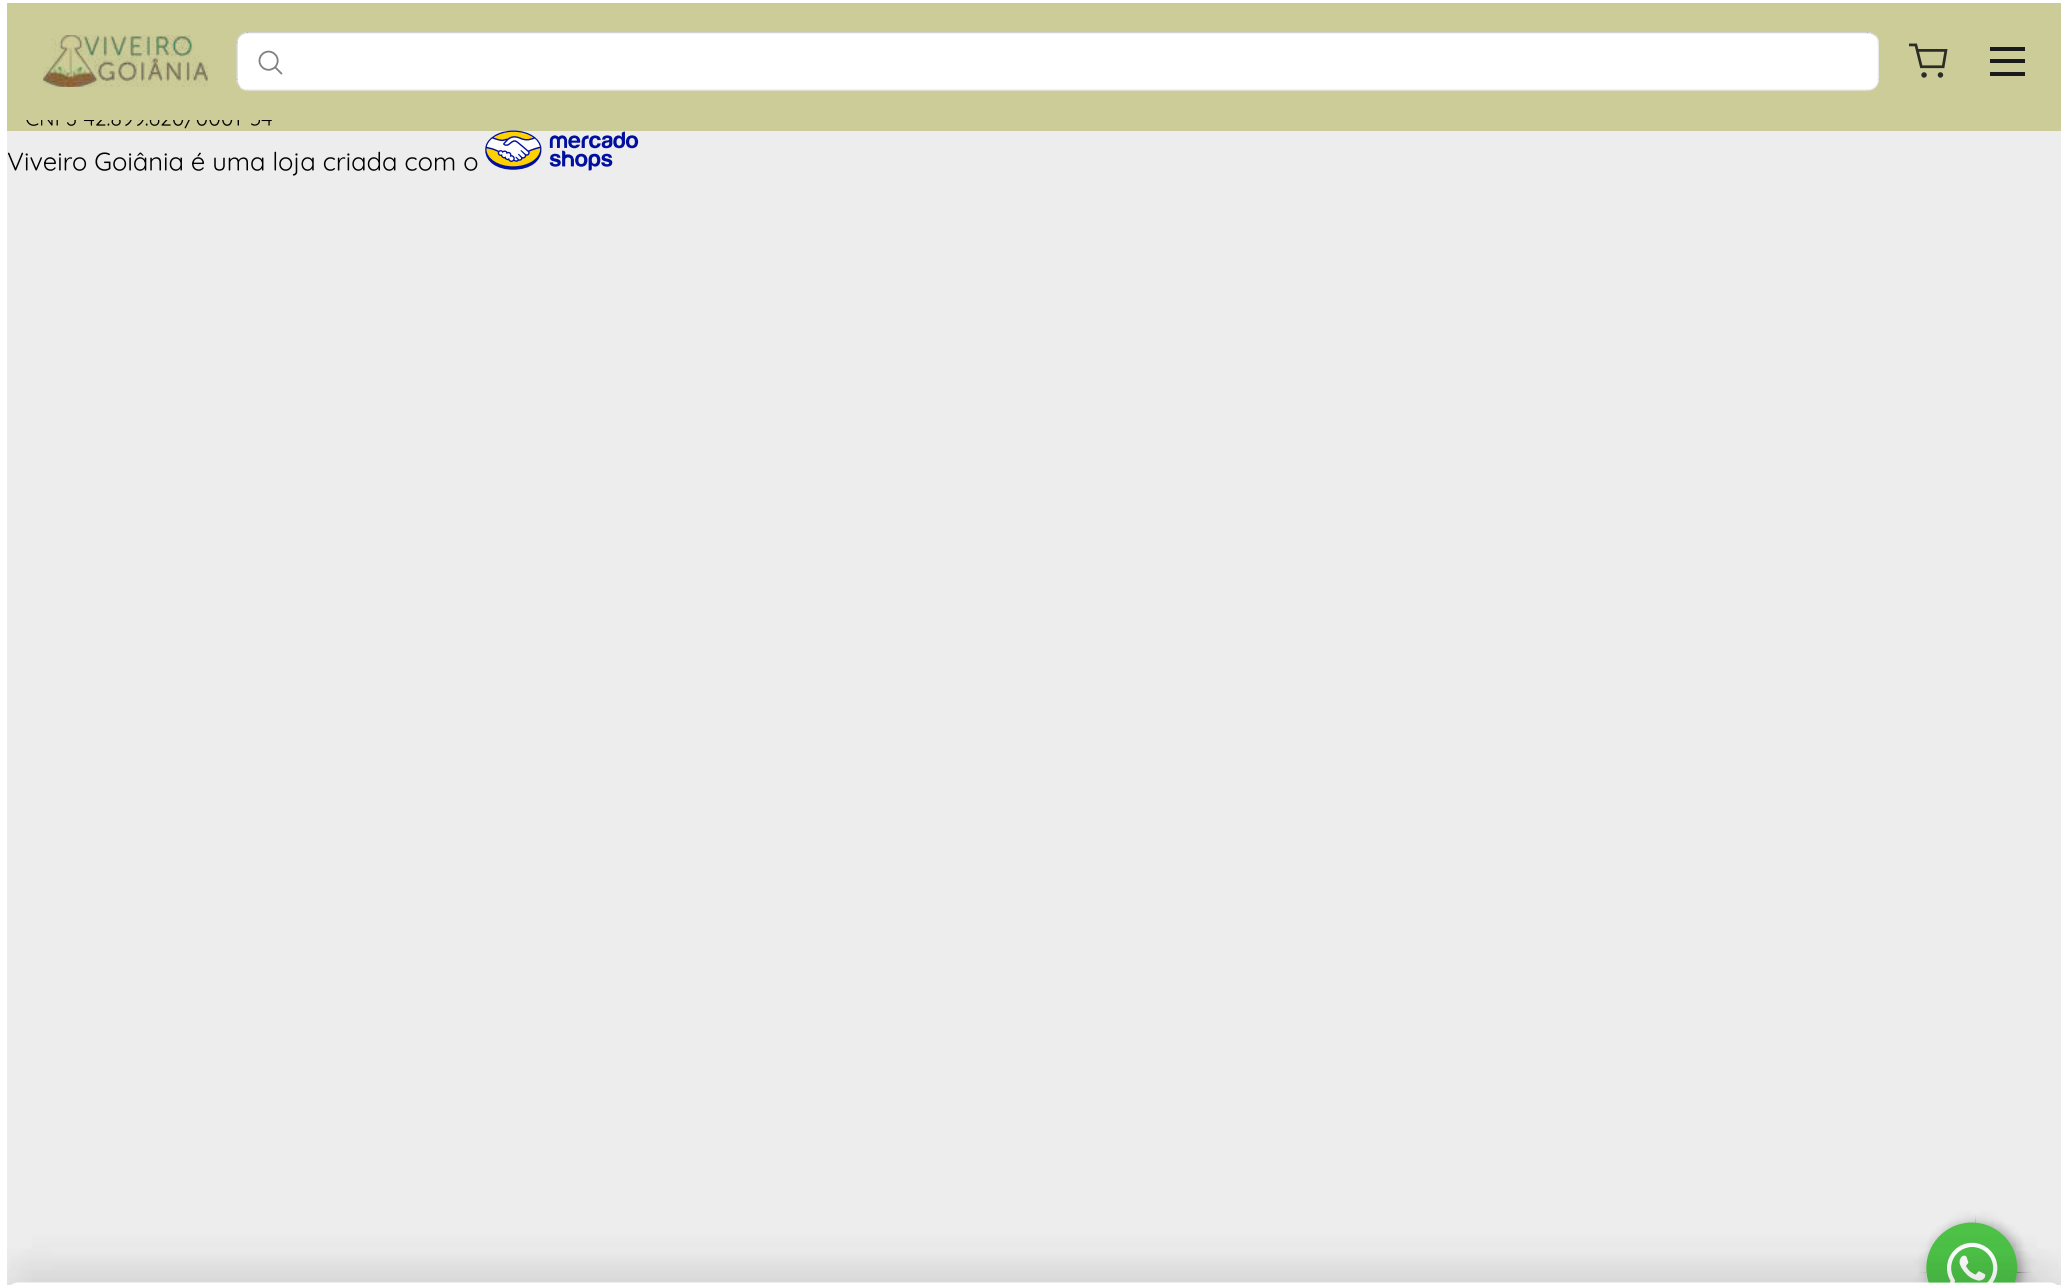 VIVEIRO
GOIÂNIA
Viveiro Goiânia é uma loja criada com o
mercado
shops